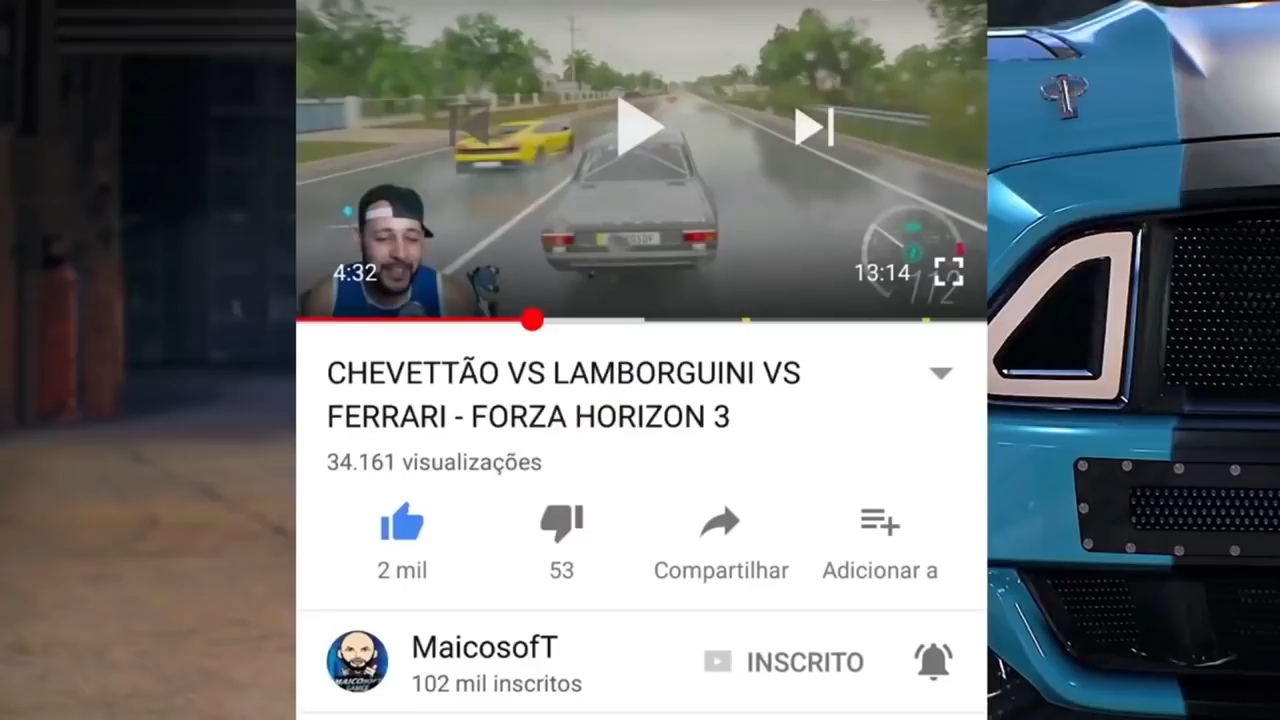 4:32
13:14
112
CHEVETTÃO VS LAMBORGUINI VS
FERRARI - FORZA HORIZON 3
34.161 visualizações
2 mil
53
Compartilhar
Adicionar a
MaicosofT
102 mil inscritos
INSCRITO